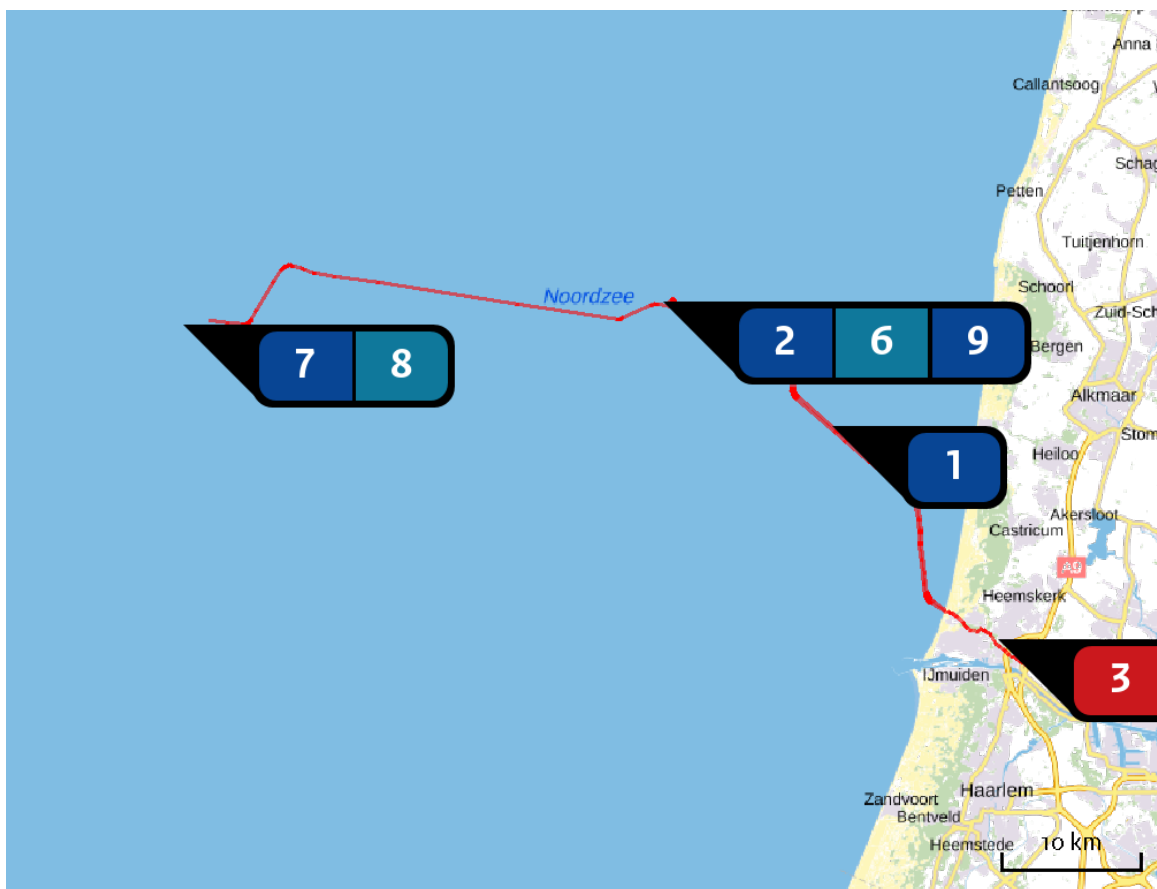 Anna
Callantsoog
Schag
Petten
Tuitjenhorn
Schoorl
Noordzee
Zuid-Sch
2 6 9
Bergen
7 8
Alkmaar
Stom
Heiloo
1
Akersloot
Castricum
A9
Heemskerk
IJmuiden
3
Haarlem
Zandvoort
Bentveld
Heemstede
10 km